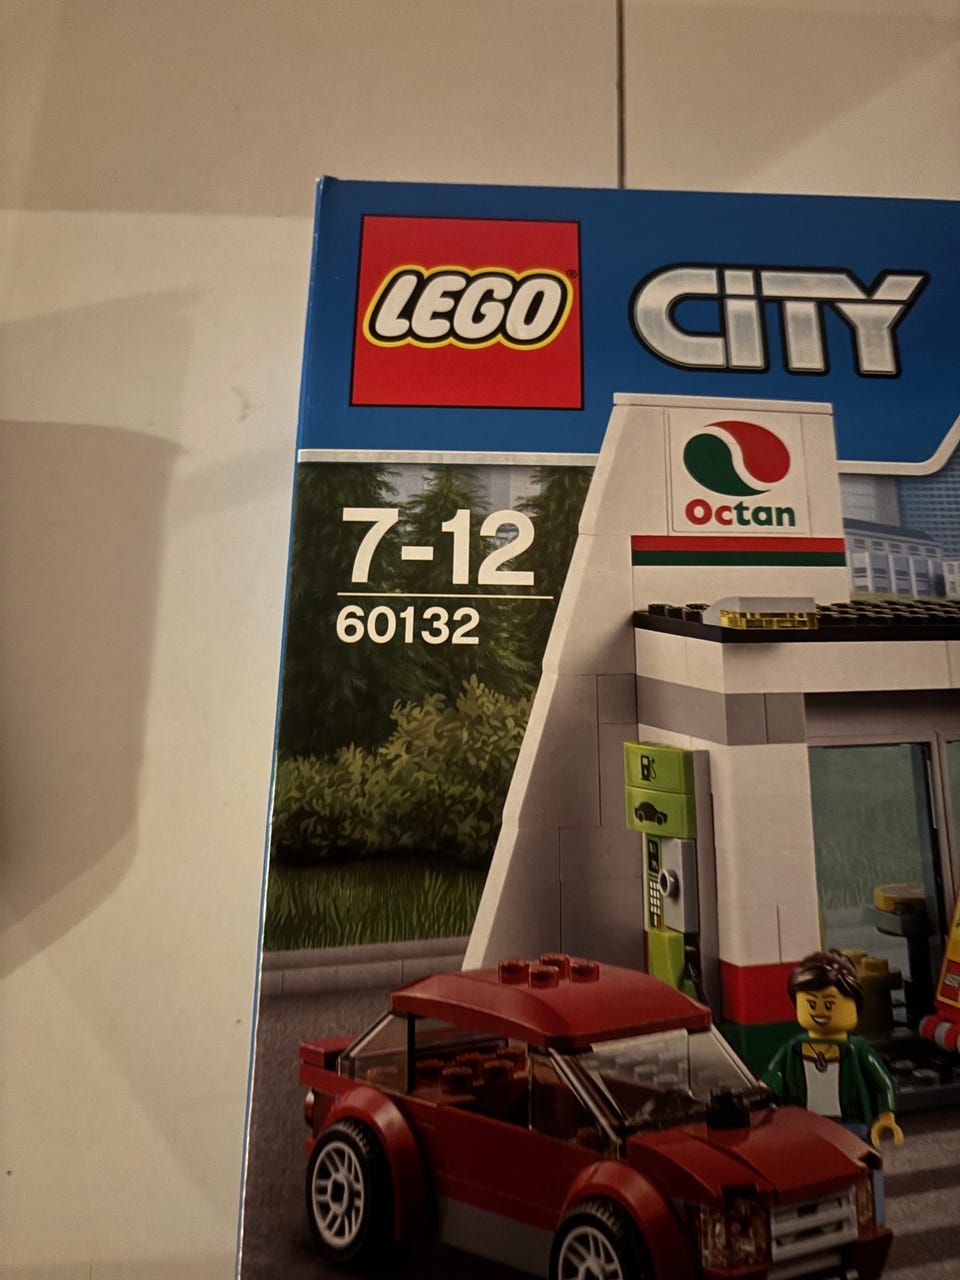 LEGO®
CITY
Octan
7-12
60132